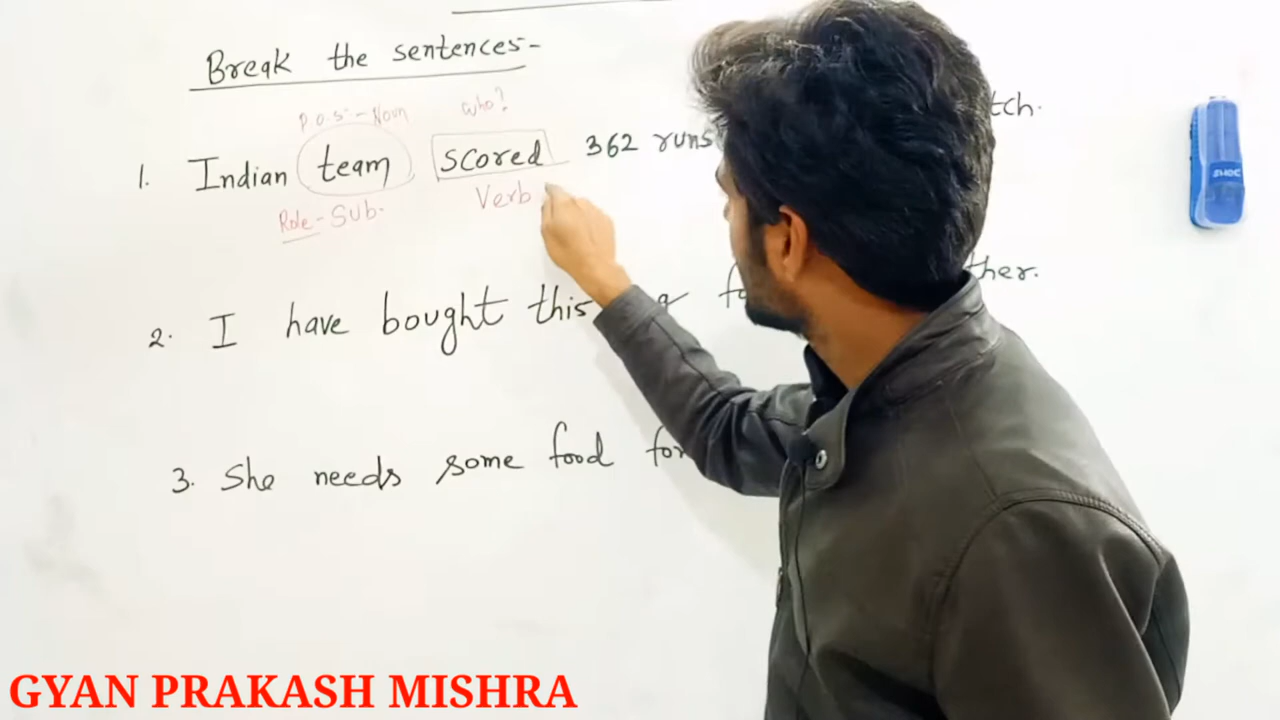 Break the sentences-
P.O.S:- Noun who?
1. Indian team scored 362 runs tch.
Role - Sub. Verb
2. I have bought this ther.
3. She needs some food for
GYAN PRAKASH MISHRA